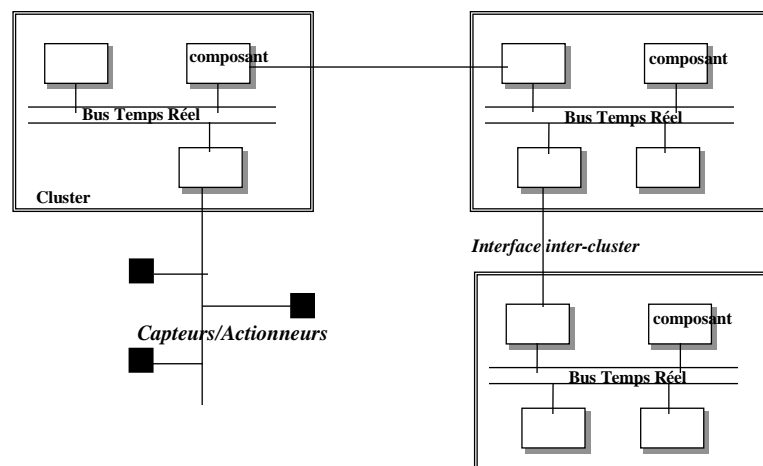 composant
Bus Temps Réel
Cluster
Capteurs/Actionneurs
composant
Bus Temps Réel
Interface inter-cluster
composant
Bus Temps Réel